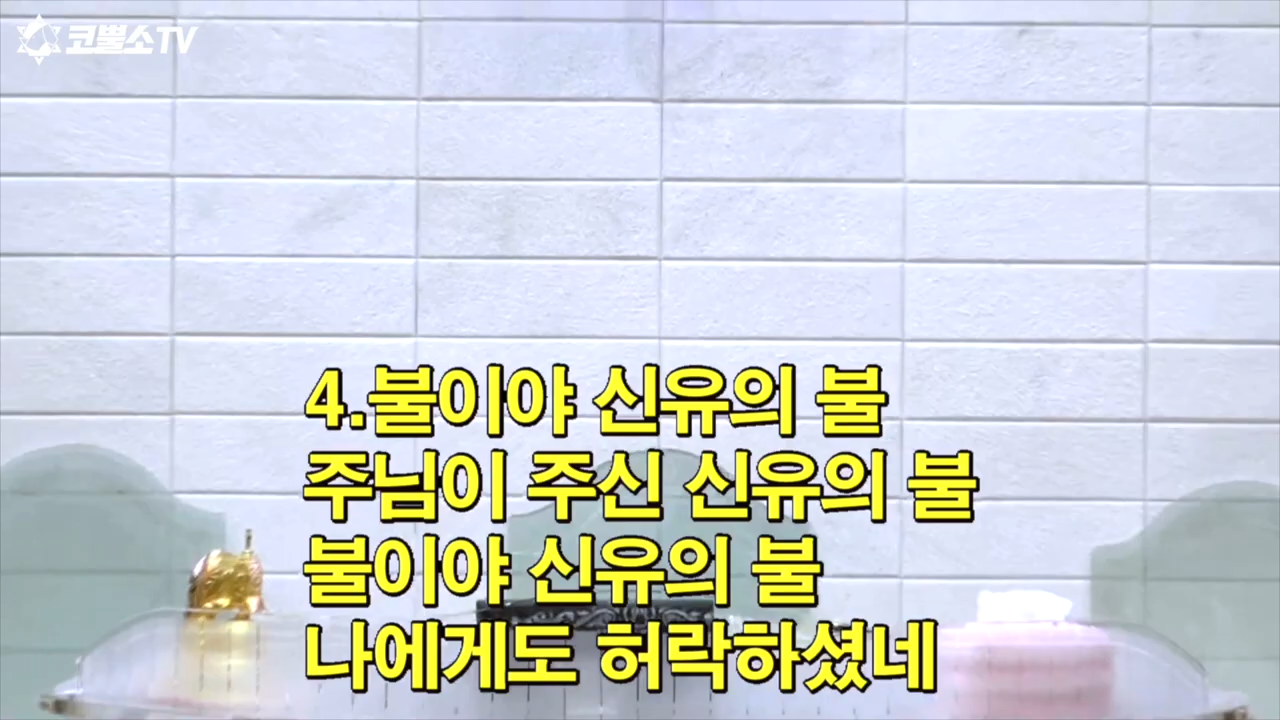 코뿔소TV
4.불이야 신유의 불
주님이 주신 신유의 불
불이야 신유의 불
나에게도 허락하셨네